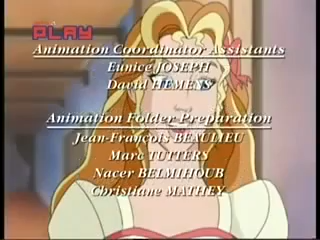 PLAY
Animation Coordinator Assistants
Eunice JOSEPH
David HEMENS
Animation Folder Preparation
Jean-François BEAULIEU
Marc TUTTERS
Nacer BELMIHOUB
Christiane MATHEY